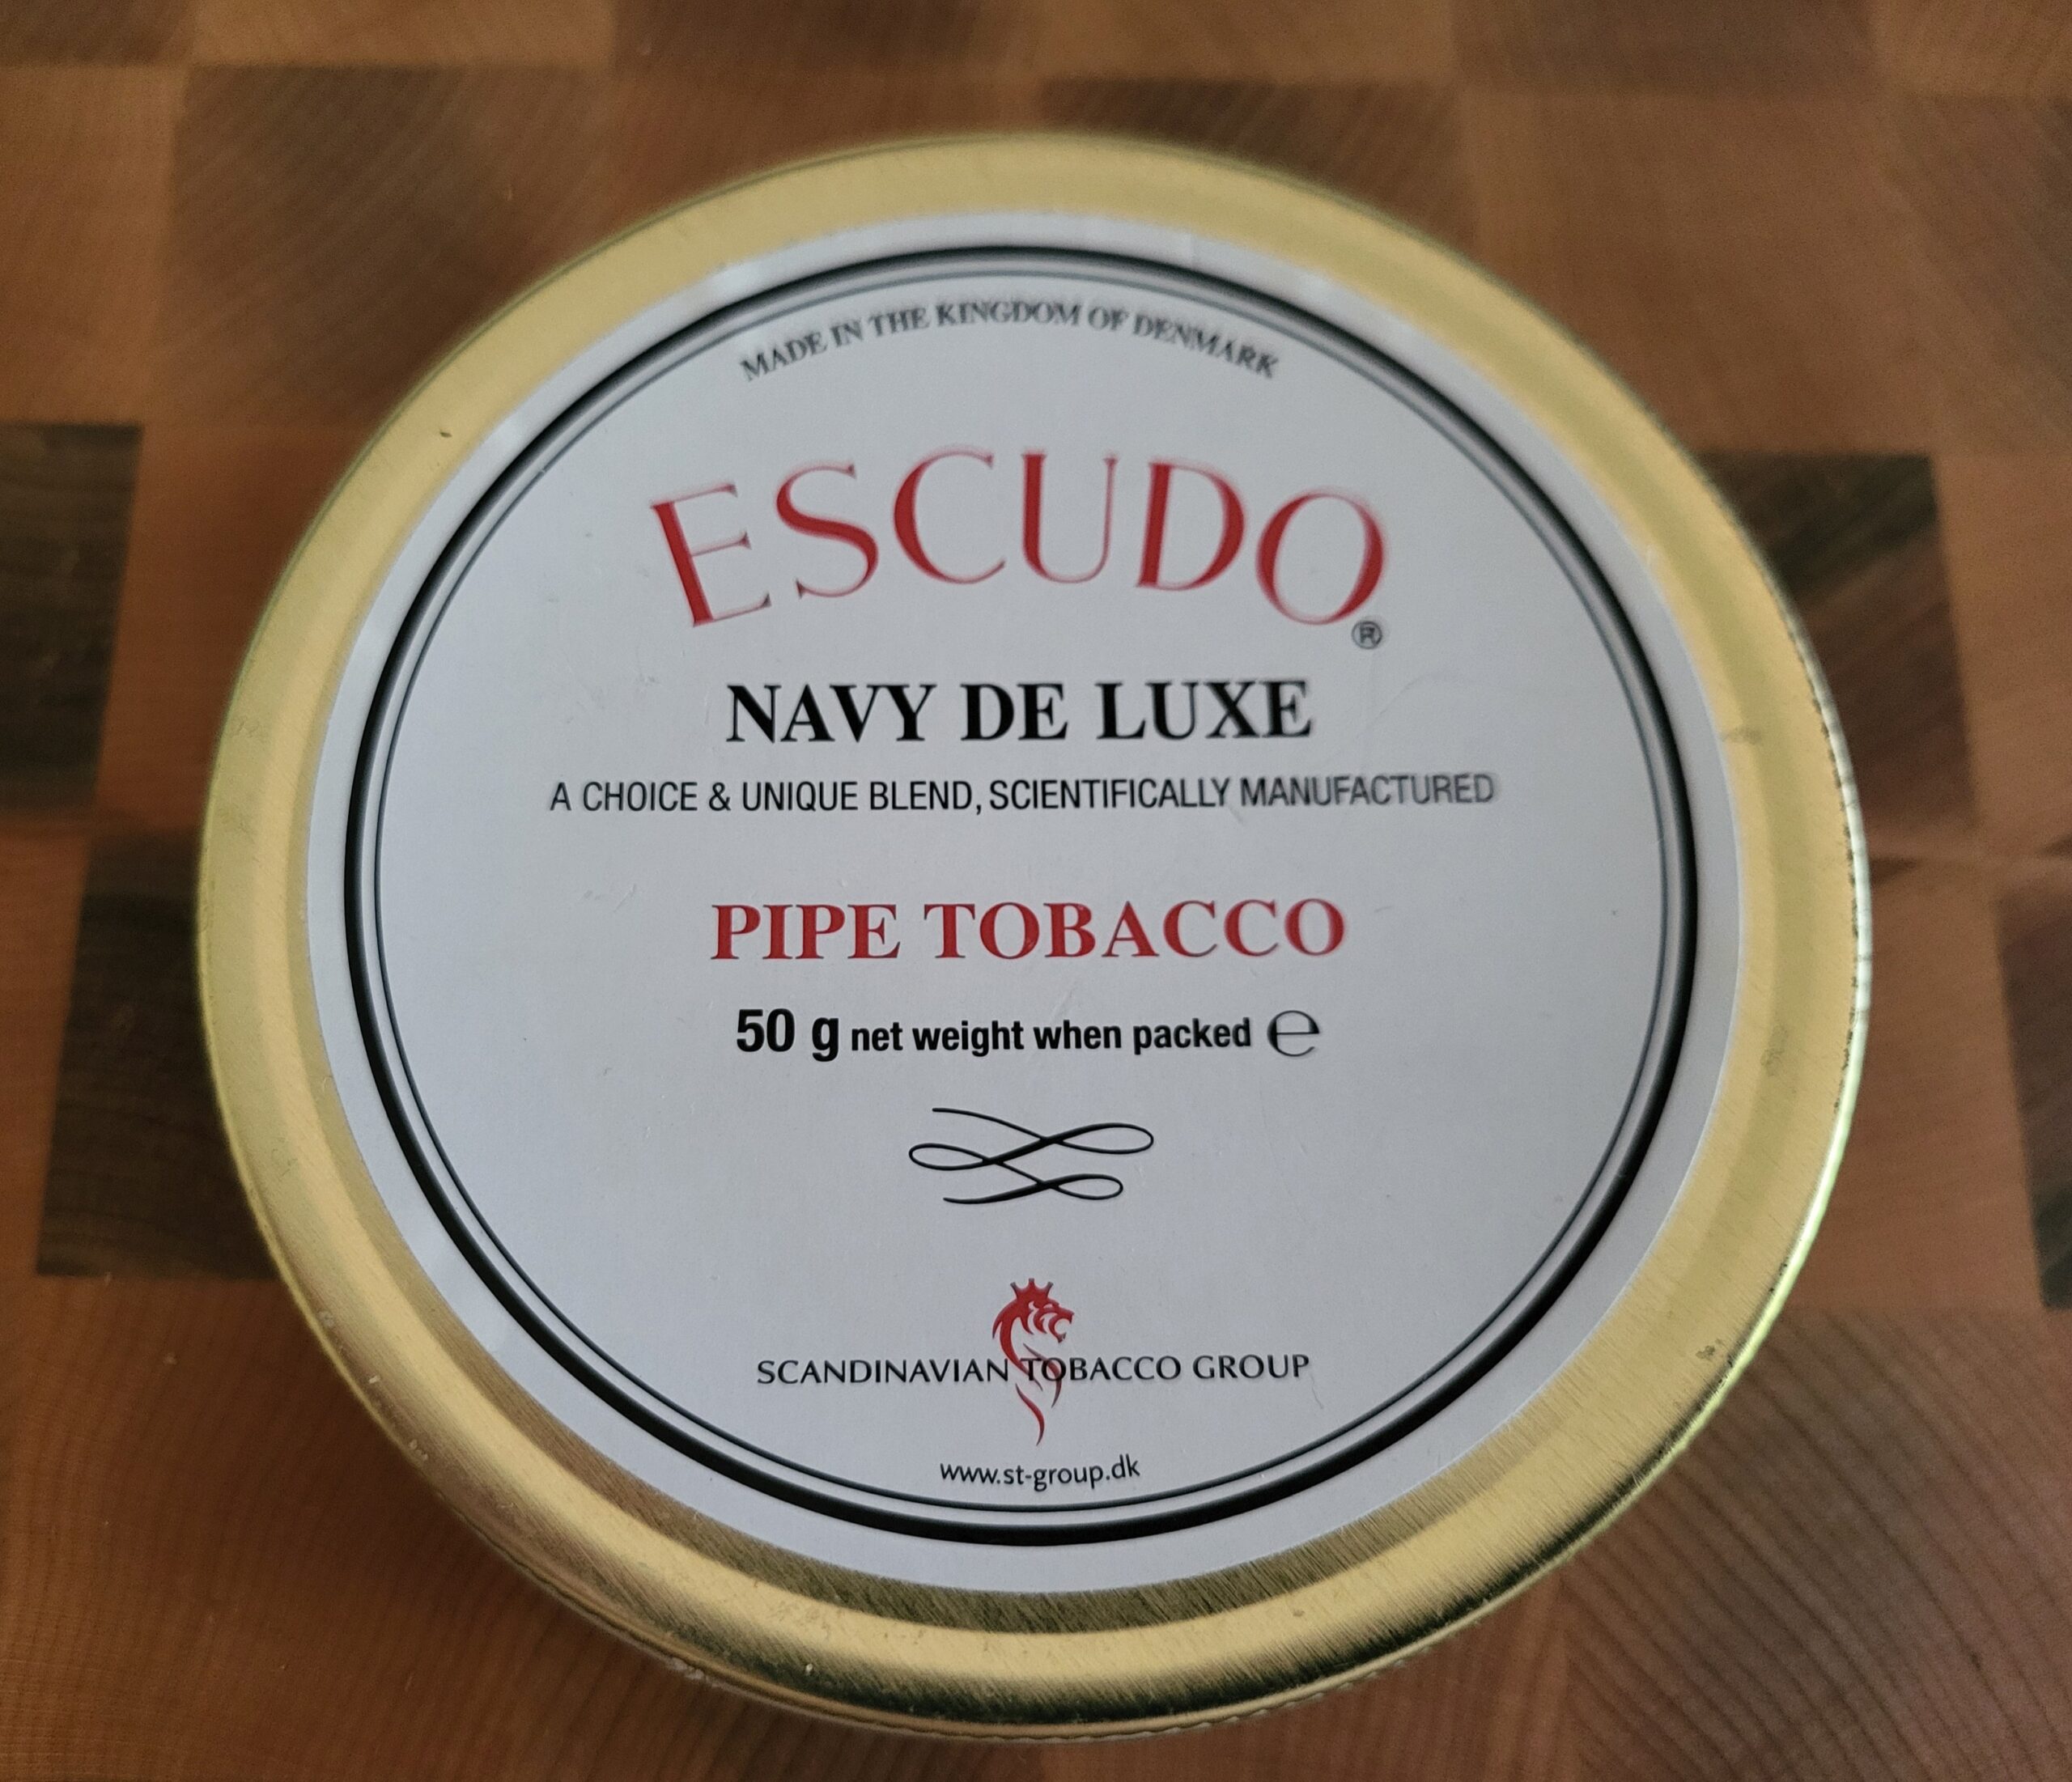 MADE IN THE KINGDOM OF DENMARK
ESCUDO®
NAVY DE LUXE
A CHOICE & UNIQUE BLEND, SCIENTIFICALLY MANUFACTURED
PIPE TOBACCO
50 g net weight when packed ℮
SCANDINAVIAN TOBACCO GROUP
www.st-group.dk